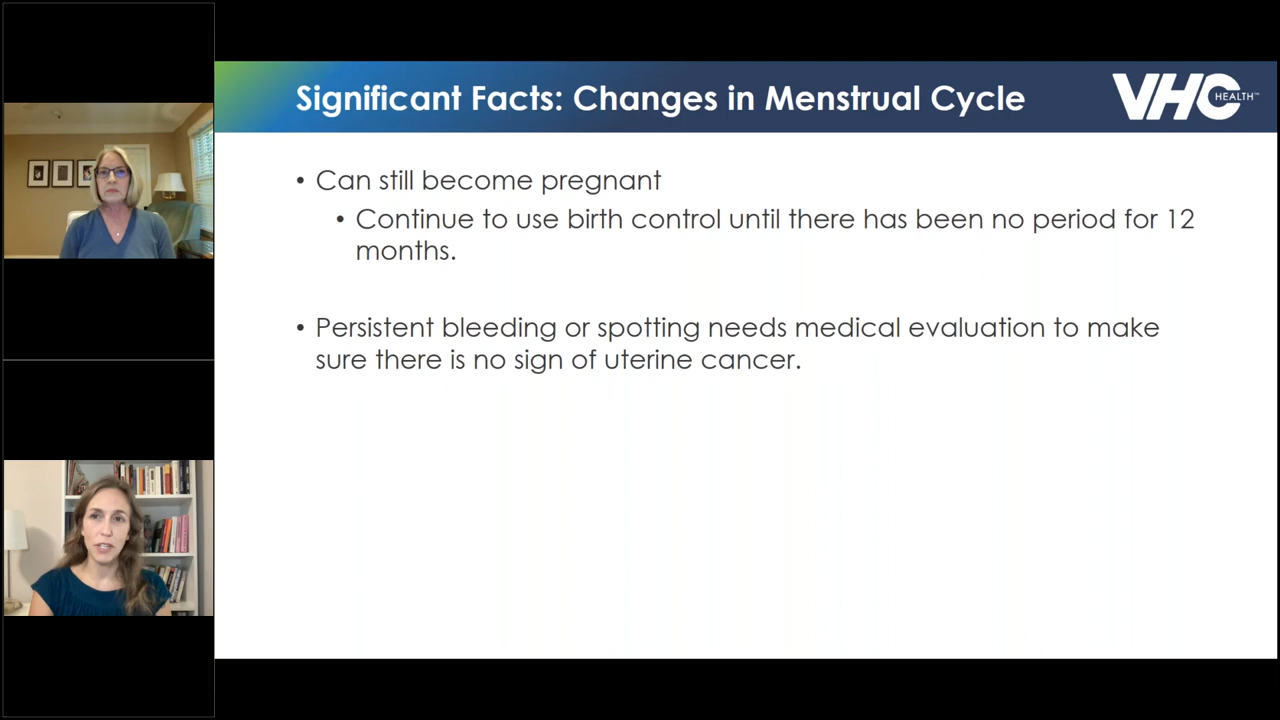 Significant Facts: Changes in Menstrual Cycle
VHC HEALTH™
• Can still become pregnant
• Continue to use birth control until there has been no period for 12
months.
• Persistent bleeding or spotting needs medical evaluation to make
sure there is no sign of uterine cancer.